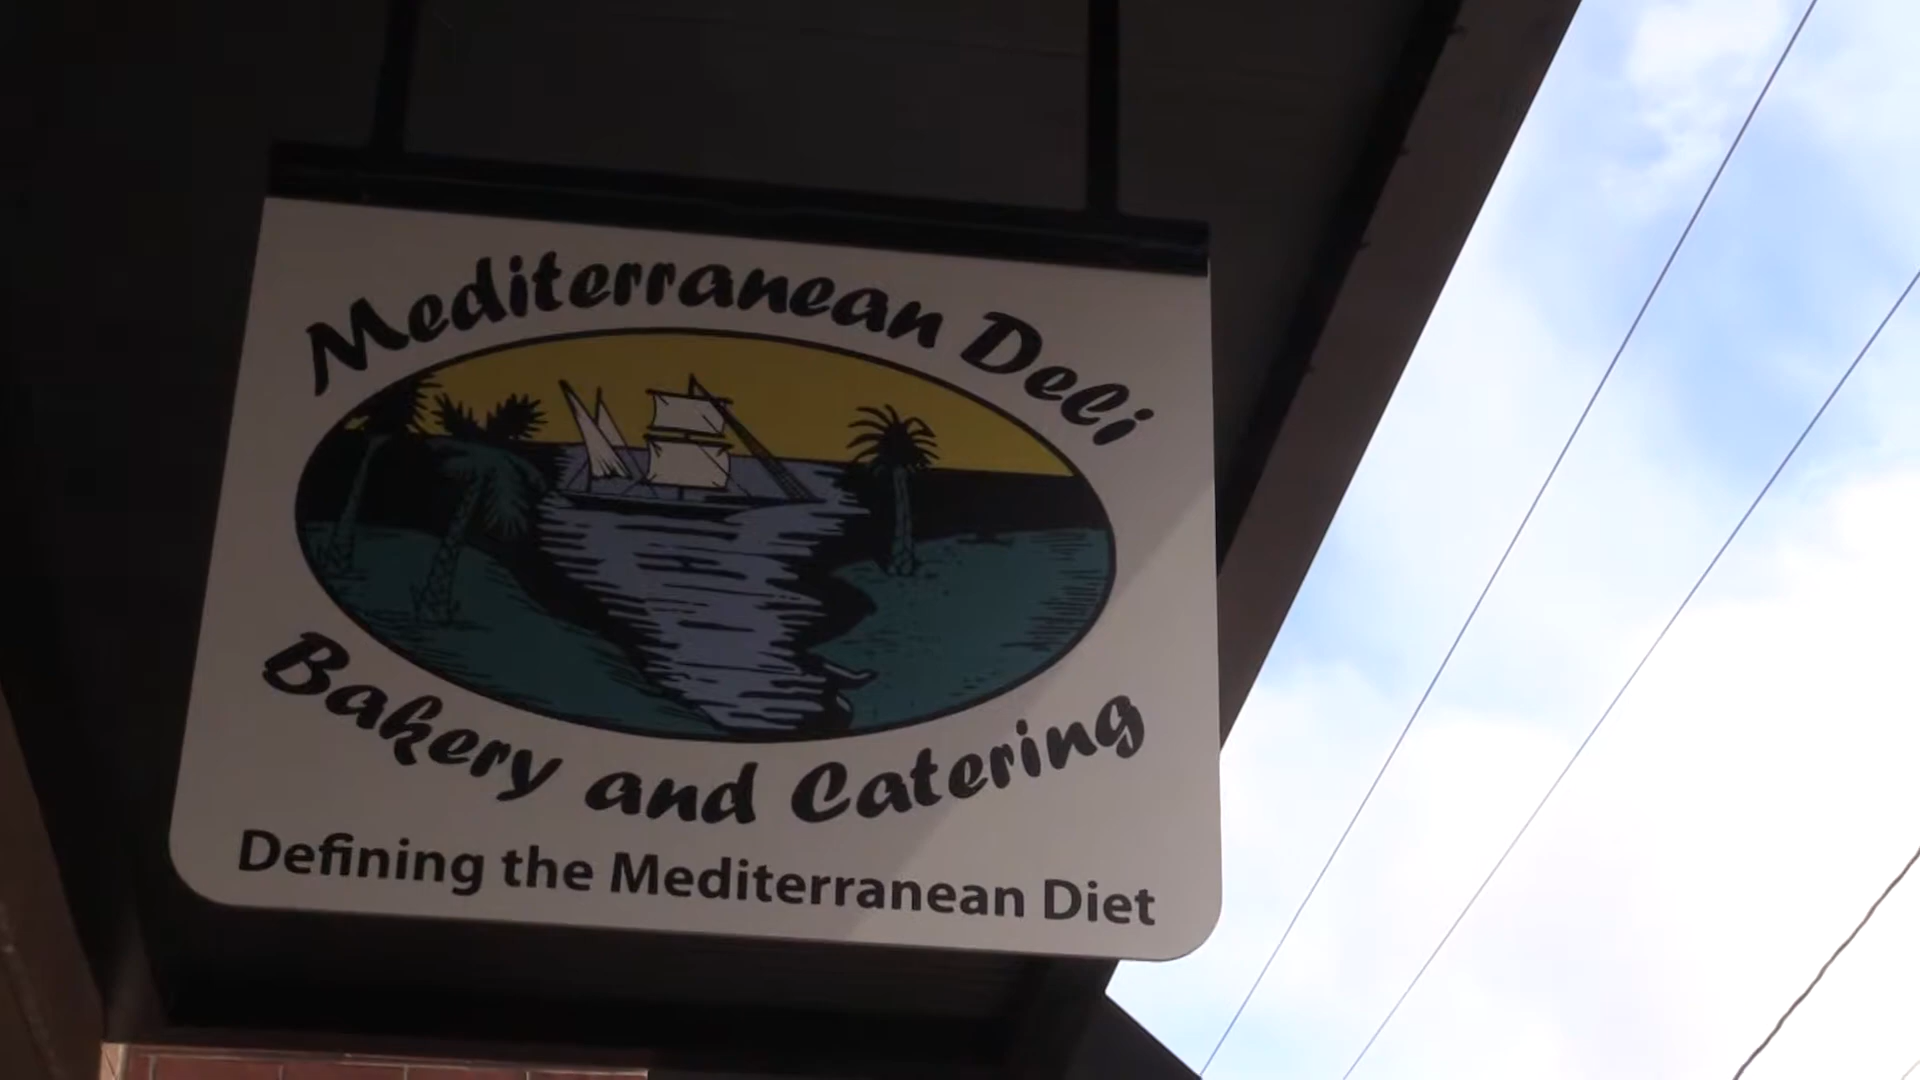 Mediterranean Deli
Bakery and Catering
Defining the Mediterranean Diet